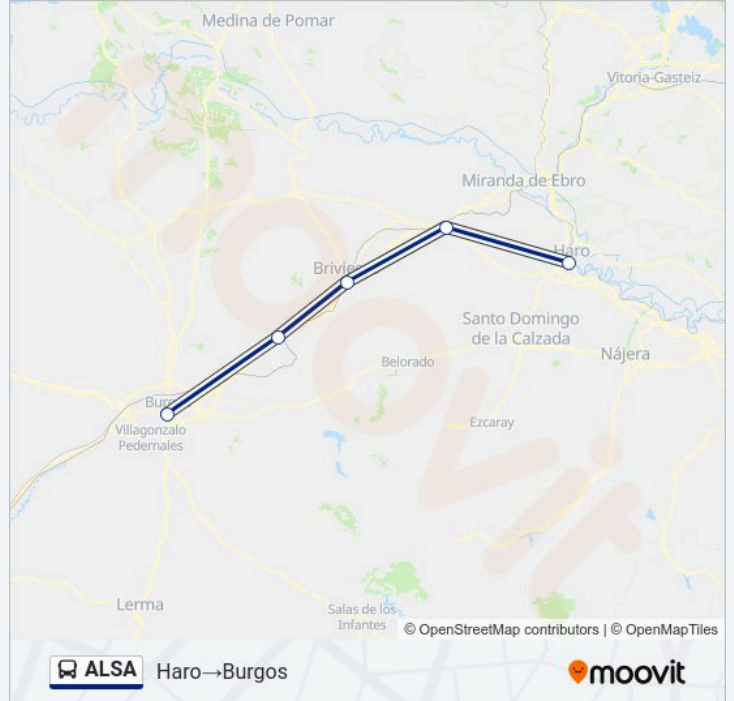 Medina de Pomar
Vitoria-Gasteiz
Miranda de Ebro
Haro
Santo Domingo
de la Calzada
Nájera
Belorado
Ezcaray
Villagonzalo
Pedernales
Lerma
Salas de los
Infantes
moovit
© OpenStreetMap contributors | © OpenMapTiles
ALSA Haro→Burgos
moovit